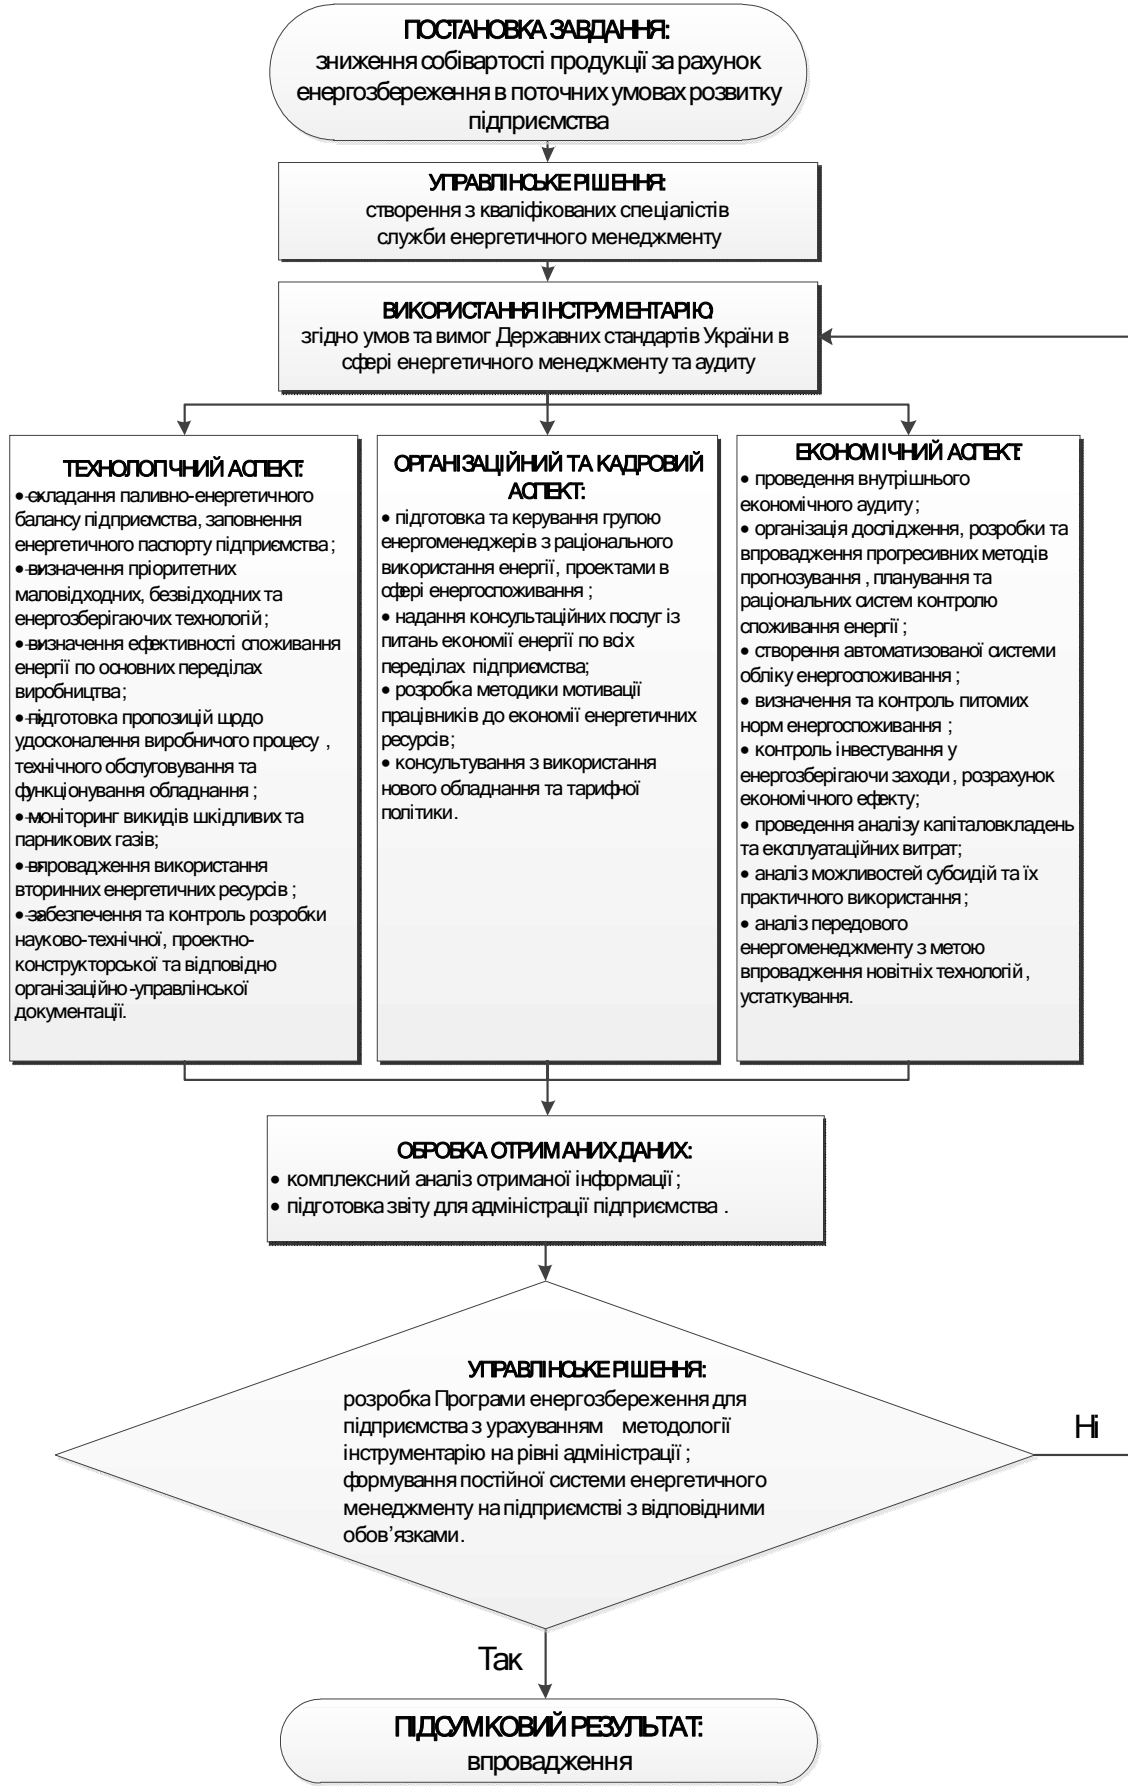 ПОСТАНОВКА ЗАВДАННЯ:
зниження собівартості продукції за рахунок
енергозбереження в поточних умовах розвитку
підприємства
УПРАВЛІНСЬКЕ РІШЕННЯ:
створення з кваліфікованих спеціалістів
служби енергетичного менеджменту
ВИКОРИСТАННЯ ІНСТРУМЕНТАРІЮ:
згідно умов та вимог Державних стандартів України в
сфері енергетичного менеджменту та аудиту
ТЕХНОЛОГІЧНИЙ АСПЕКТ:
• складання паливно-енергетичного
балансу підприємства, заповнення
енергетичного паспорту підприємства;
• визначення пріоритетних
маловідходних, безвідходних та
енергозберігаючих технологій;
• визначення ефективності споживання
енергії по основних переділах
виробництва;
• підготовка пропозицій щодо
удосконалення виробничого процесу,
технічного обслуговування та
функціонування обладнання;
• моніторинг викидів шкідливих та
парникових газів;
• впровадження використання
вторинних енергетичних ресурсів;
• забезпечення та контроль розробки
науково-технічної, проектно-
конструкторської та відповідно
організаційно-управлінської
документації.
ОРГАНІЗАЦІЙНИЙ ТА КАДРОВИЙ
АСПЕКТ:
• підготовка та керування групою
енергоменеджерів з раціонального
використання енергії, проектами в
сфері енергоспоживання;
• надання консультаційних послуг із
питань економії енергії по всіх
переділах підприємства;
• розробка методики мотивації
працівників до економії енергетичних
ресурсів;
• консультування з використання
нового обладнання та тарифної
політики.
ЕКОНОМІЧНИЙ АСПЕКТ:
• проведення внутрішнього
економічного аудиту;
• організація дослідження, розробки та
впровадження прогресивних методів
прогнозування, планування та
раціональних систем контролю
споживання енергії;
• створення автоматизованої системи
обліку енергоспоживання;
• визначення та контроль питомих
норм енергоспоживання;
• контроль інвестування у
енергозберігаючи заходи, розрахунок
економічного ефекту;
• проведення аналізу капіталовкладень
та експлуатаційних витрат;
• аналіз можливостей субсидій та їх
практичного використання;
• аналіз передового
енергоменеджменту з метою
впровадження новітніх технологій,
устаткування.
ОБРОБКА ОТРИМАНИХ ДАНИХ:
• комплексний аналіз отриманої інформації;
• підготовка звіту для адміністрації підприємства.
УПРАВЛІНСЬКЕ РІШЕННЯ:
розробка Програми енергозбереження для
підприємства з урахуванням методології
інструментарію на рівні адміністрації;
формування постійної системи енергетичного
менеджменту на підприємстві з відповідними
обов'язками.
Ні
Так
ПІДСУМКОВИЙ РЕЗУЛЬТАТ:
впровадження